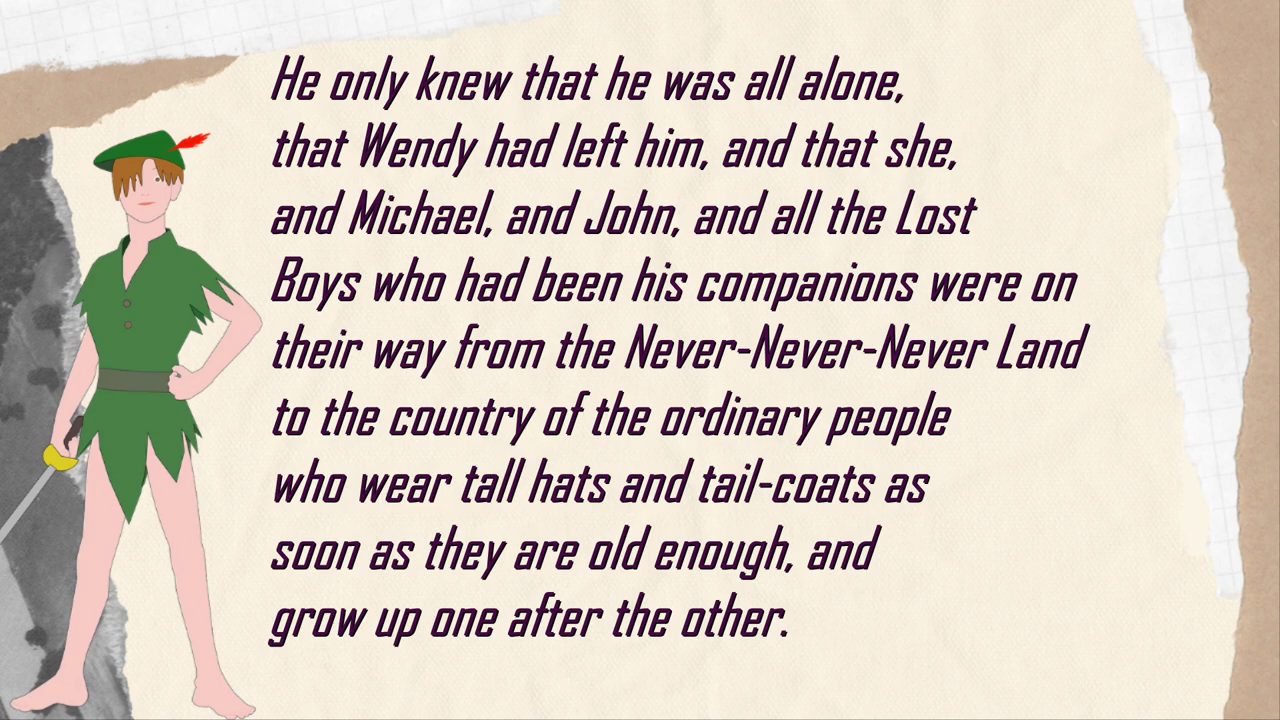 He only knew that he was all alone,
that Wendy had left him, and that she,
and Michael, and John, and all the Lost
Boys who had been his companions were on
their way from the Never-Never-Never Land
to the country of the ordinary people
who wear tall hats and tail-coats as
soon as they are old enough, and
grow up one after the other.